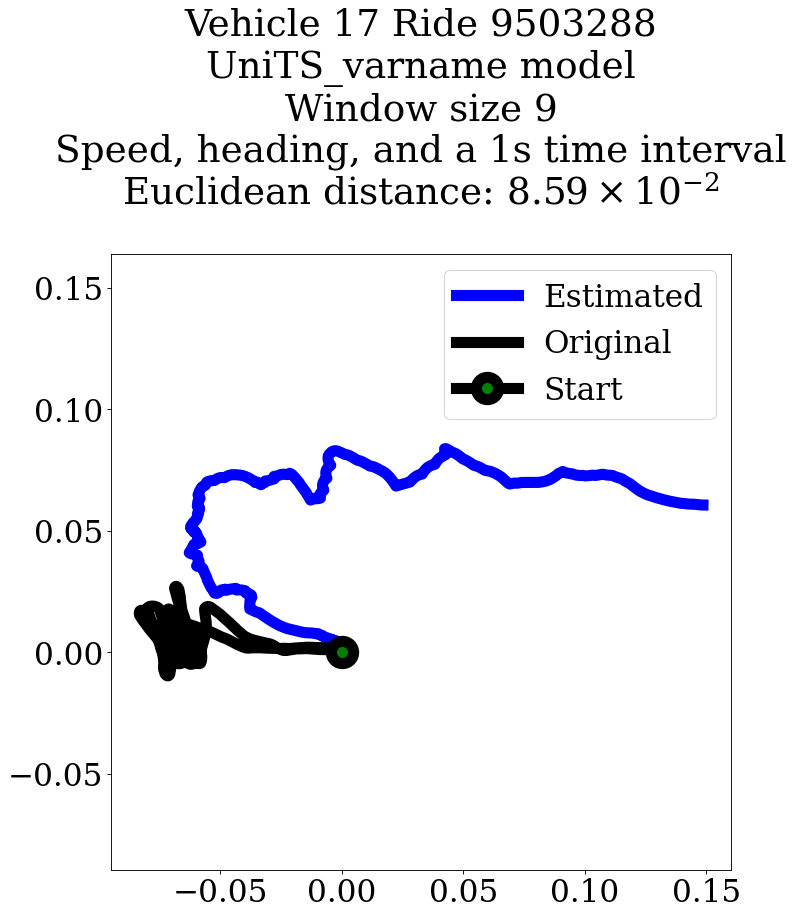 Vehicle 17 Ride 9503288
UniTS_varname model
Window size 9
Speed, heading, and a 1s time interval
Euclidean distance: 8.59 × 10⁻²
Estimated
Original
Start
0.15
0.10
0.05
0.00
−0.05
−0.05 0.00 0.05 0.10 0.15